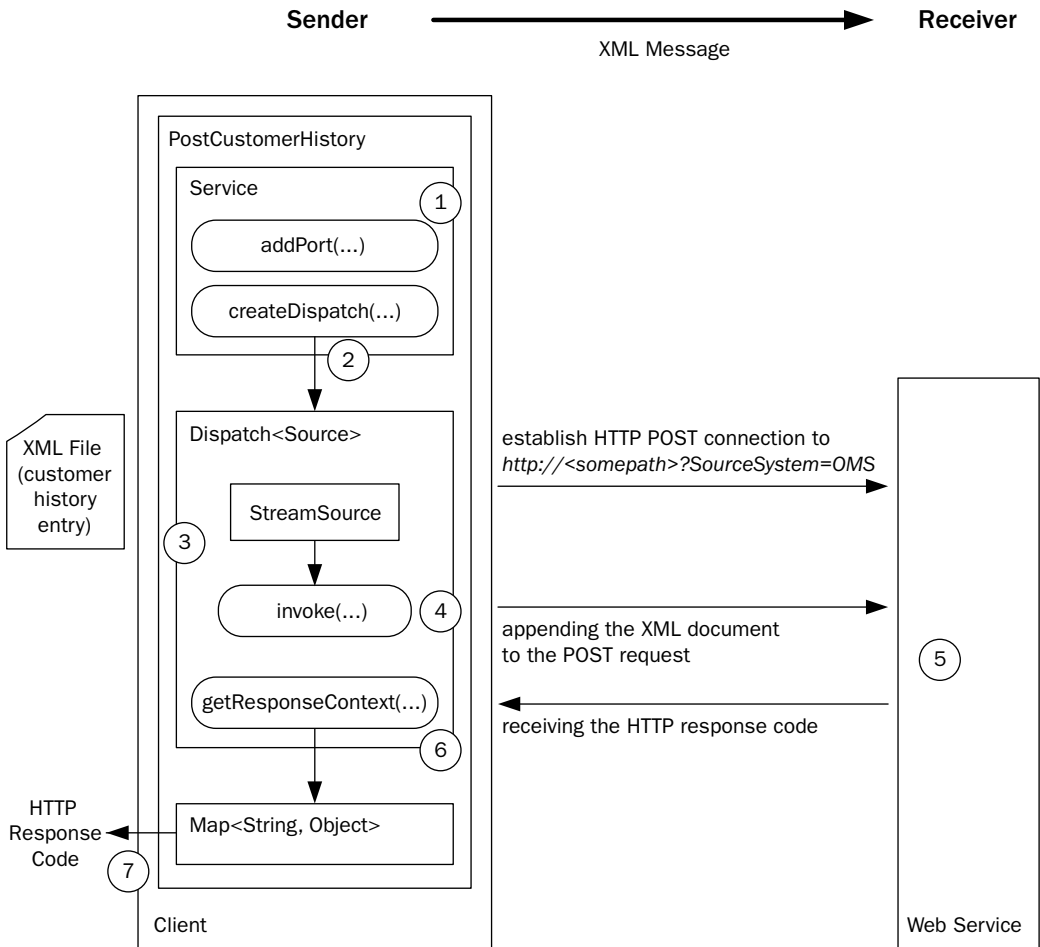 Sender
Receiver
XML Message
PostCustomerHistory
Service
1
addPort(...)
createDispatch(...)
2
XML File
(customer
history
entry)
Dispatch<Source>
StreamSource
3
invoke(...)
4
getResponseContext(...)
6
Map<String, Object>
HTTP
Response
Code
7
Client
establish HTTP POST connection to
http://<somepath>?SourceSystem=OMS
appending the XML document
to the POST request
receiving the HTTP response code
5
Web Service